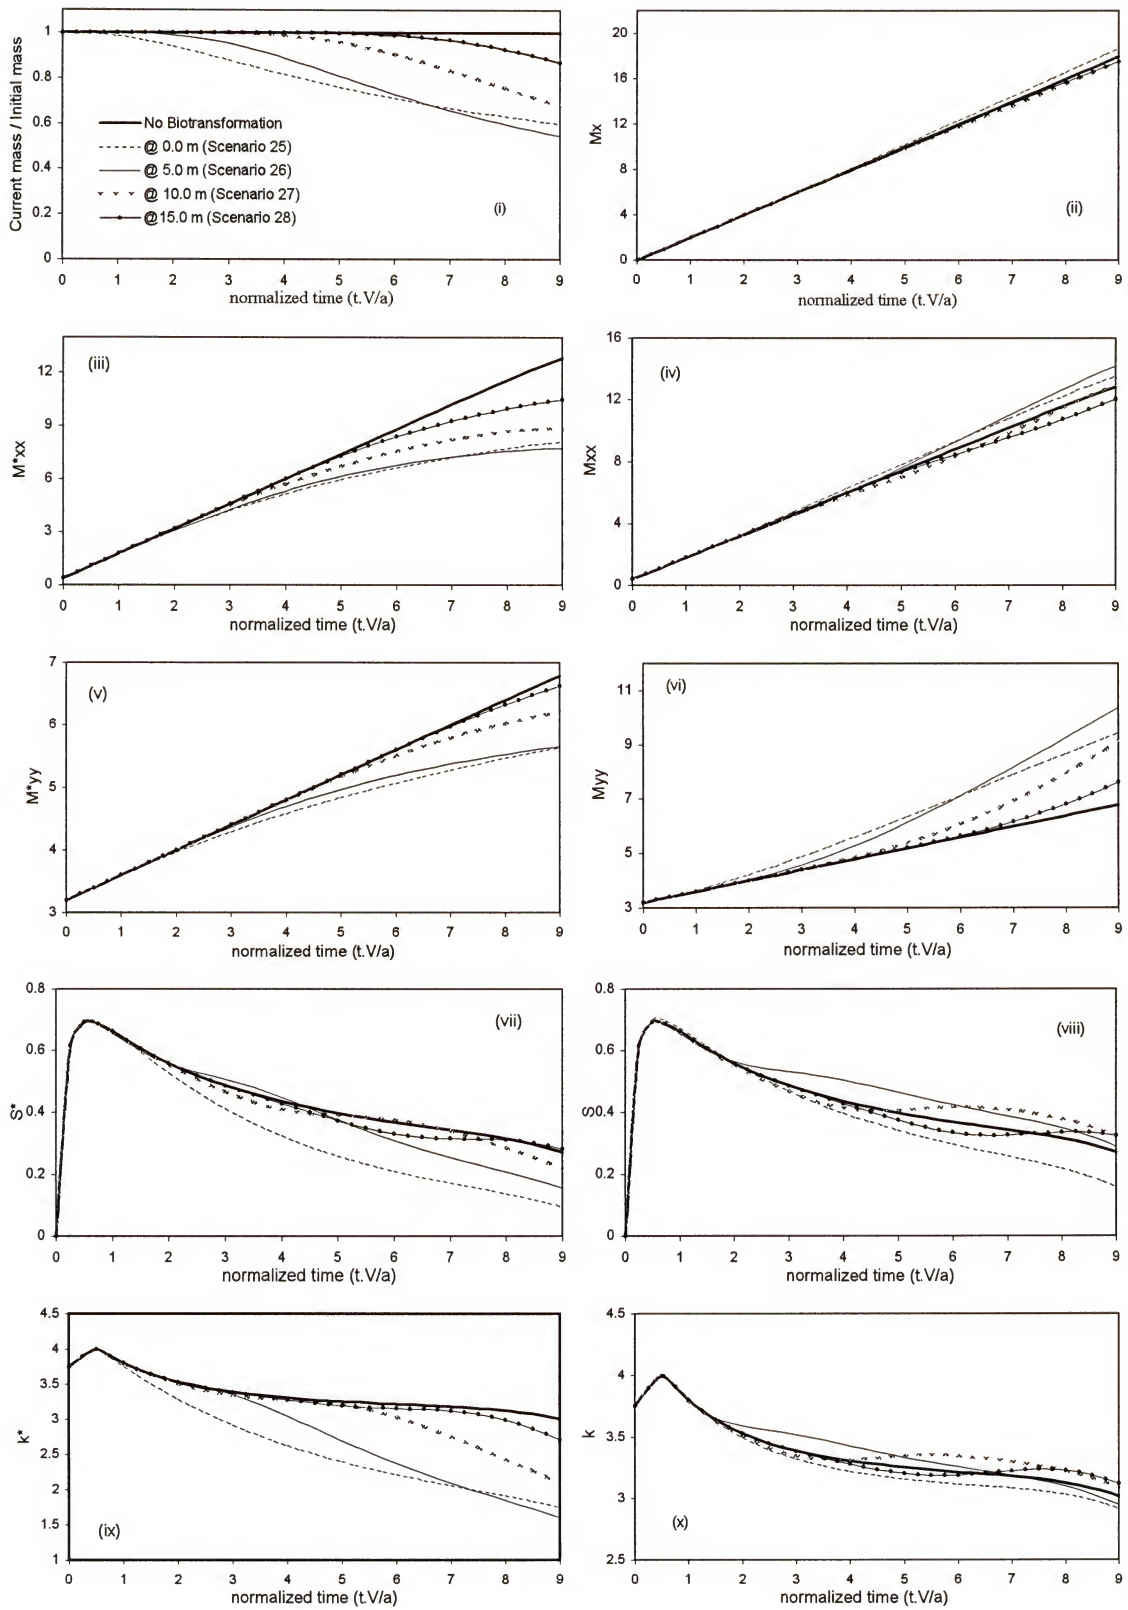 Current mass / Initial mass
1
0.8
0.6
0.4
0.2
0
No Biotransformation
@ 0.0 m (Scenario 25)
@ 5.0 m (Scenario 26)
@ 10.0 m (Scenario 27)
@15.0 m (Scenario 28)
(i)
0 1 2 3 4 5 6 7 8 9
normalized time (t.V/a)
Mx
20
16
12
8
4
0
(ii)
0 1 2 3 4 5 6 7 8 9
normalized time (t.V/a)
M*xx
12
9
6
3
0
(iii)
0 1 2 3 4 5 6 7 8 9
normalized time (t.V/a)
Mxx
16
12
8
4
0
(iv)
0 1 2 3 4 5 6 7 8 9
normalized time (t.V/a)
M*yy
7
6
5
4
3
(v)
0 1 2 3 4 5 6 7 8 9
normalized time (t.V/a)
Myy
11
9
7
5
3
(vi)
0 1 2 3 4 5 6 7 8 9
normalized time (t.V/a)
S*
0.8
0.6
0.4
0.2
0
(vii)
0 1 2 3 4 5 6 7 8 9
normalized time (t.V/a)
S
0.8
0.6
0.4
0.2
0
(viii)
0 1 2 3 4 5 6 7 8 9
normalized time (t.V/a)
k*
4.5
4
3.5
3
2.5
2
1.5
1
(ix)
0 1 2 3 4 5 6 7 8 9
normalized time (t.V/a)
k
4.5
4
3.5
3
2.5
(x)
0 1 2 3 4 5 6 7 8 9
normalized time (t.V/a)